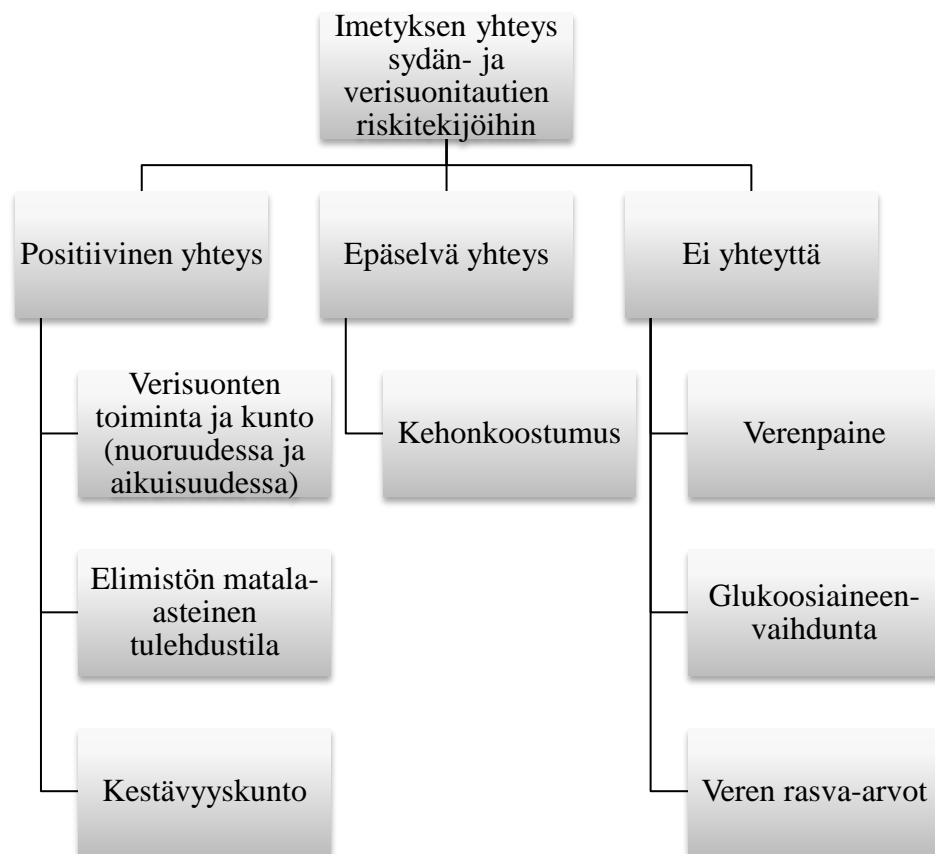 Imetyksen yhteys
sydän- ja
verisuonitautien
riskitekijöihin
Positiivinen yhteys
Epäselvä yhteys
Ei yhteyttä
Verisuonten
toiminta ja kunto
(nuoruudessa ja
aikuisuudessa)
Elimistön matala-
asteinen
tulehdustila
Kestävyyskunto
Kehonkoostumus
Verenpaine
Glukoosiaineen-
vaihdunta
Veren rasva-arvot